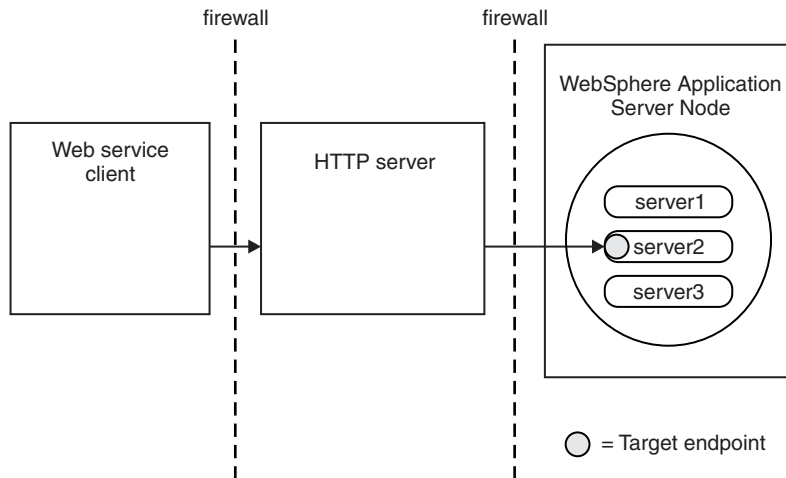 firewall
firewall
WebSphere Application
Server Node
Web service
client
HTTP server
server1
server2
server3
= Target endpoint